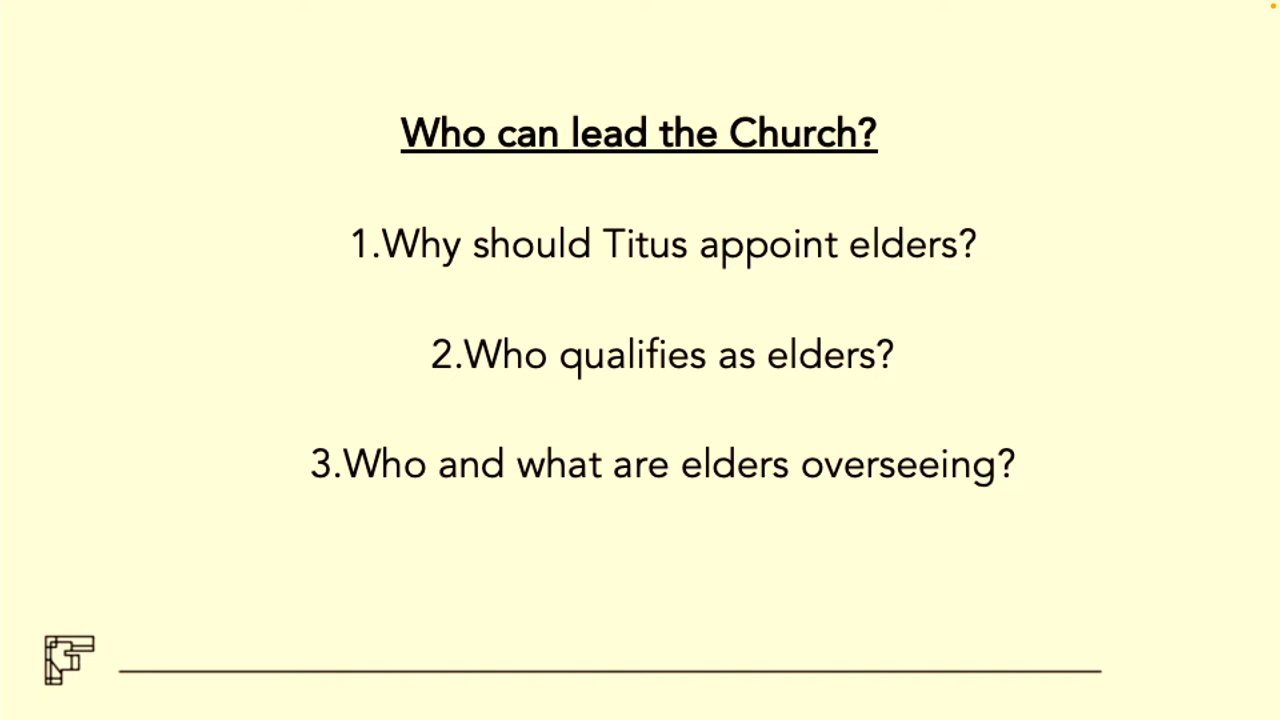 Who can lead the Church?
1.Why should Titus appoint elders?
2.Who qualifies as elders?
3.Who and what are elders overseeing?